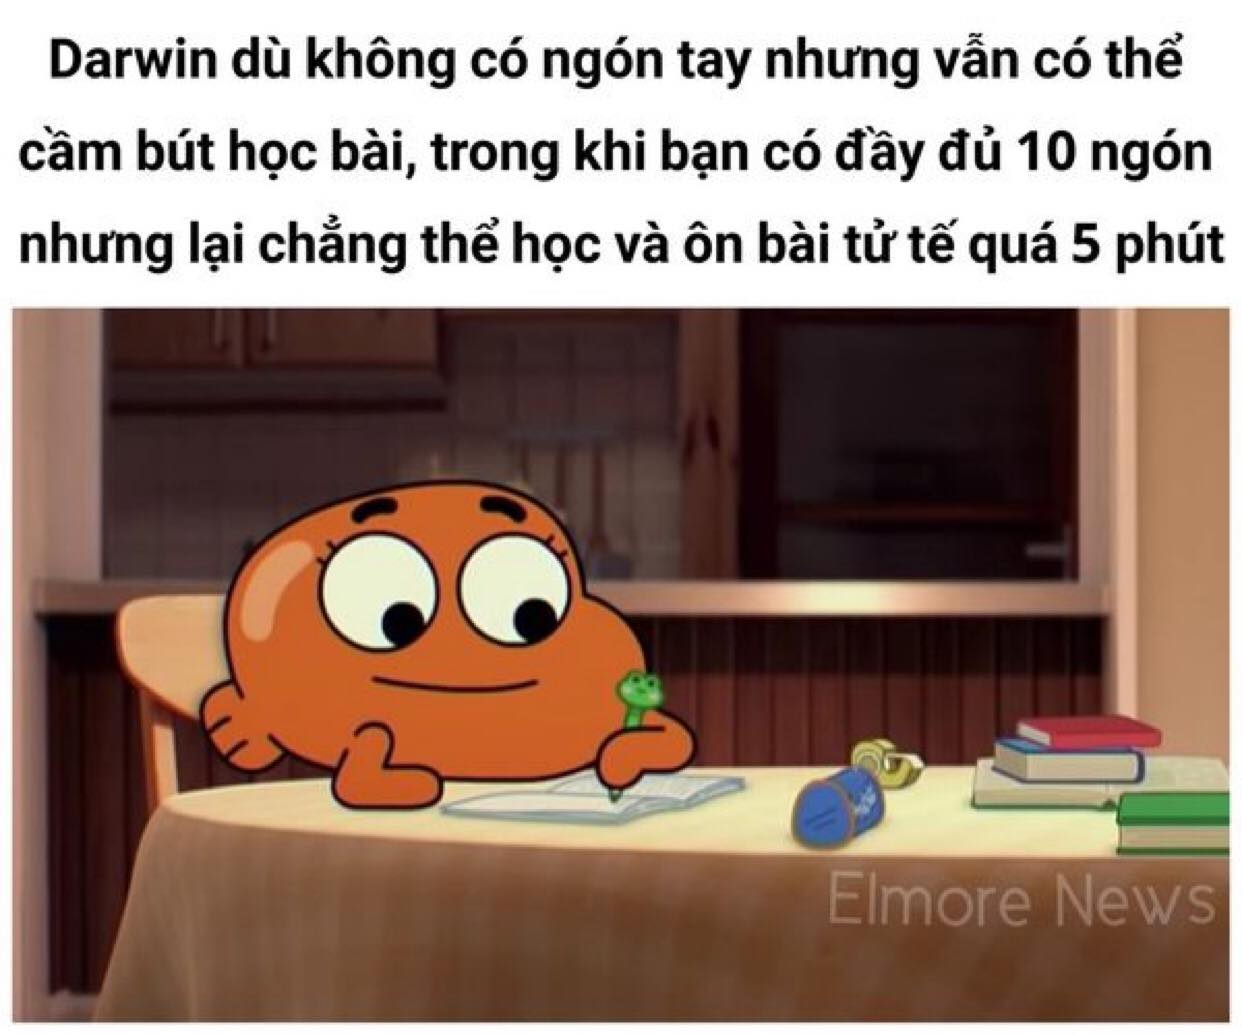 Darwin dù không có ngón tay nhưng vẫn có thể
cầm bút học bài, trong khi bạn có đầy đủ 10 ngón
nhưng lại chẳng thể học và ôn bài tử tế quá 5 phút
Elmore News